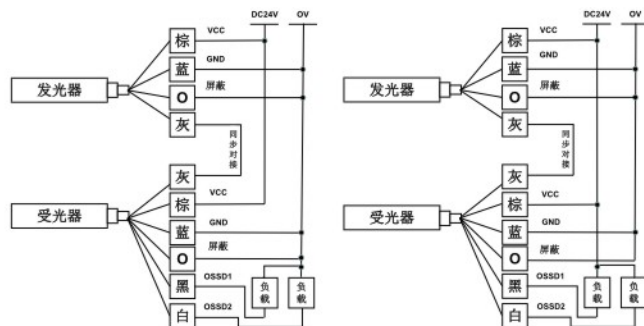 DC24V OV
棕 VCC
蓝 GND
发光器
O 屏蔽
灰
同步对接
灰
棕 VCC
受光器
蓝 GND
O 屏蔽
黑 OSSD1
负载 负载
白 OSSD2
DC24V OV
棕 VCC
蓝 GND
发光器
O 屏蔽
灰
同步对接
灰
棕 VCC
受光器
蓝 GND
O 屏蔽
黑 OSSD1
负载 负载
白 OSSD2